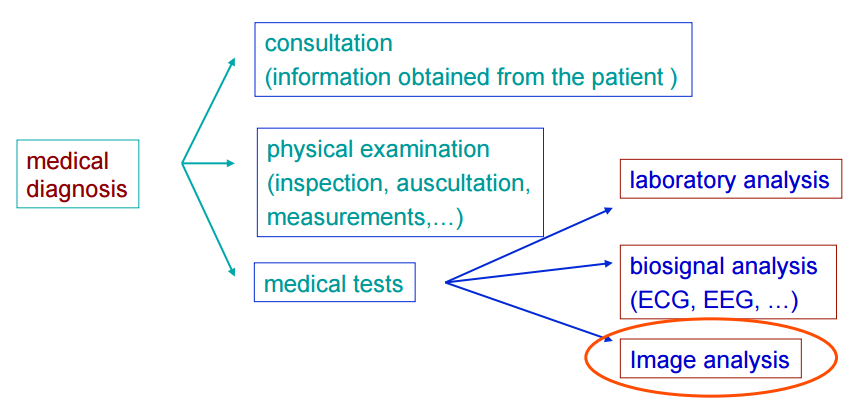 medical
diagnosis
consultation
(information obtained from the patient )
physical examination
(inspection, auscultation,
measurements,…)
medical tests
laboratory analysis
biosignal analysis
(ECG, EEG, …)
Image analysis